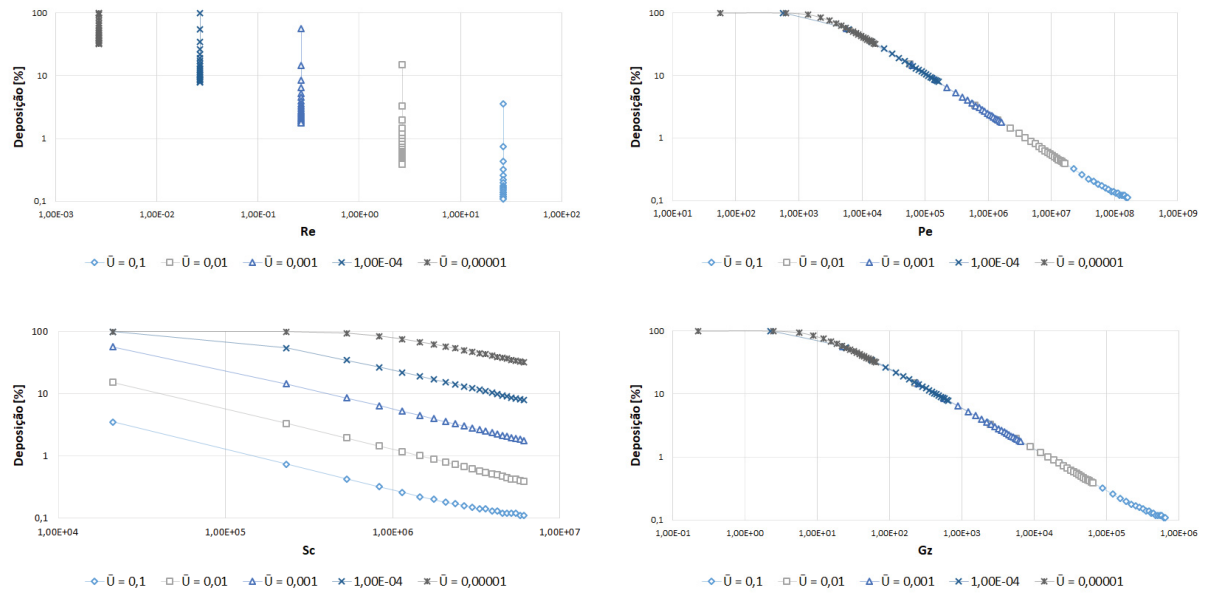 Deposição [%]
100
10
1
0,1
1,00E-03 1,00E-02 1,00E-01 1,00E+00 1,00E+01 1,00E+02
Re
Ū = 0,1 Ū = 0,01 Ū = 0,001 1,00E-04 Ū = 0,00001
Deposição [%]
100
10
1
0,1
1,00E+01 1,00E+02 1,00E+03 1,00E+04 1,00E+05 1,00E+06 1,00E+07 1,00E+08 1,00E+09
Pe
Ū = 0,1 Ū = 0,01 Ū = 0,001 1,00E-04 Ū = 0,00001
Deposição [%]
100
10
1
0,1
1,00E+04 1,00E+05 1,00E+06 1,00E+07
Sc
Ū = 0,1 Ū = 0,01 Ū = 0,001 1,00E-04 Ū = 0,00001
Deposição [%]
100
10
1
0,1
1,00E-01 1,00E+00 1,00E+01 1,00E+02 1,00E+03 1,00E+04 1,00E+05 1,00E+06
Gz
Ū = 0,1 Ū = 0,01 Ū = 0,001 1,00E-04 Ū = 0,00001